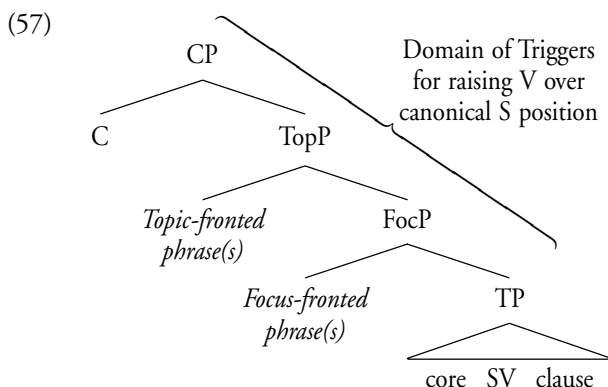 (57)
CP
Domain of Triggers
for raising V over
canonical S position
C
TopP
Topic-fronted
phrase(s)
FocP
Focus-fronted
phrase(s)
TP
core SV clause